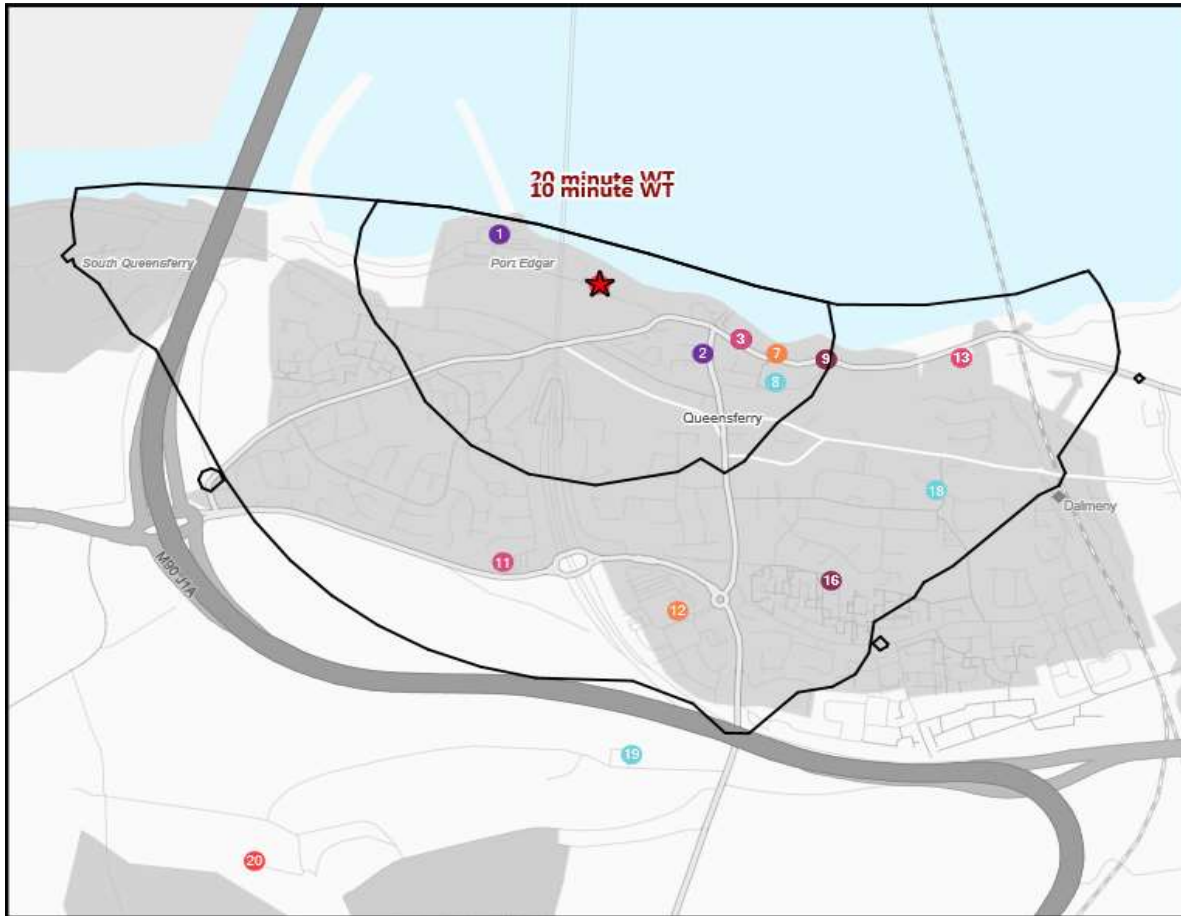 20 minute WT
10 minute WT
1
South Queensferry
Port Edgar
3
2
7
9
13
8
Queensferry
18
Dalmeny
11
M90 J1A
16
12
19
20